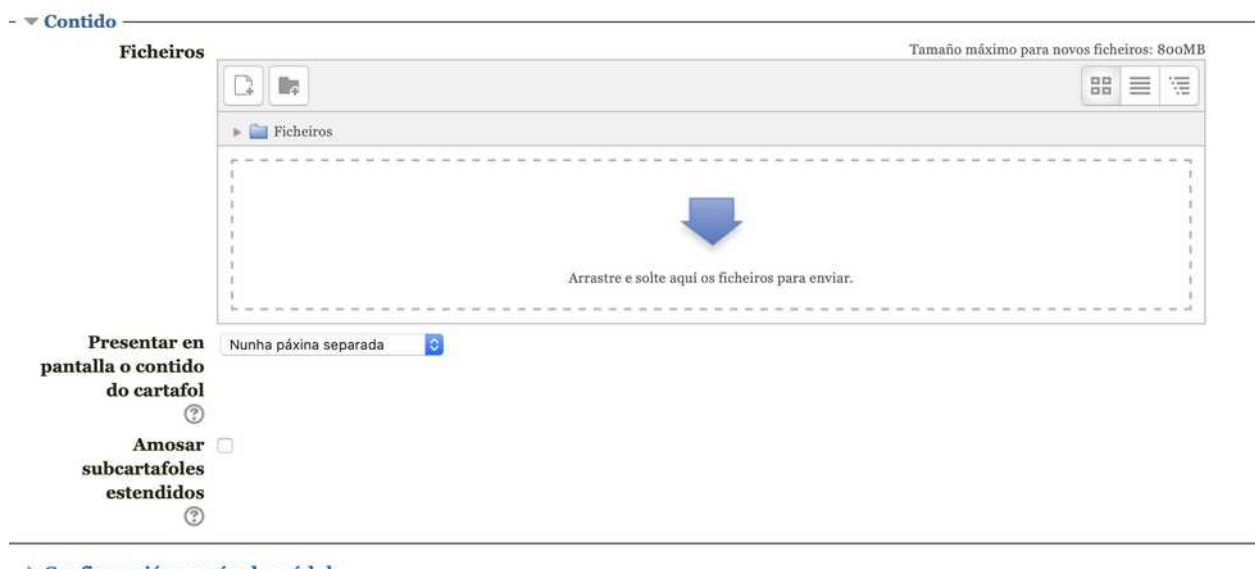 Contido
Ficheiros
Tamaño máximo para novos ficheiros: 800MB
Ficheiros
Arrastre e solte aquí os ficheiros para enviar.
Presentar en
pantalla o contido
do cartafol
Nunha páxina separada
Amosar
subcartafoles
estendidos